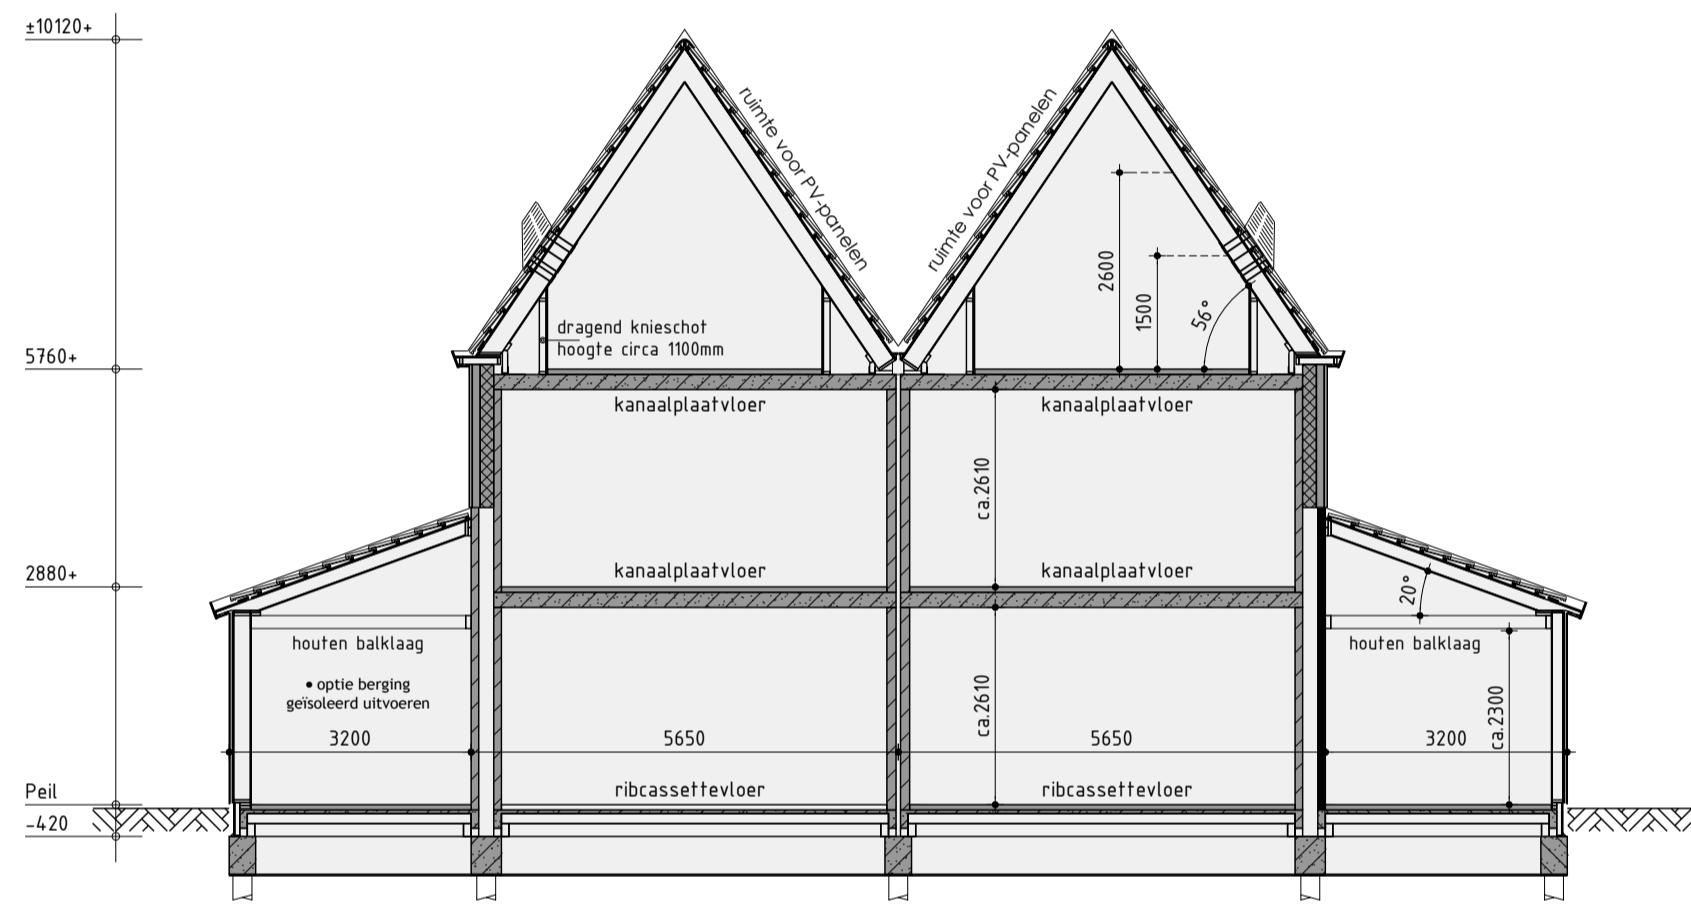 ±10120+
ruimte voor PV-panelen
ruimte voor PV-panelen
2600
1500
56°
dragend knieschot
hoogte circa 1100mm
5760+
kanaalplaatvloer
kanaalplaatvloer
ca.2610
2880+
kanaalplaatvloer
kanaalplaatvloer
20°
houten balklaag
houten balklaag
• optie berging
geïsoleerd uitvoeren
ca.2610
ca.2300
3200
5650
5650
3200
Peil
ribcassettevloer
ribcassettevloer
-420